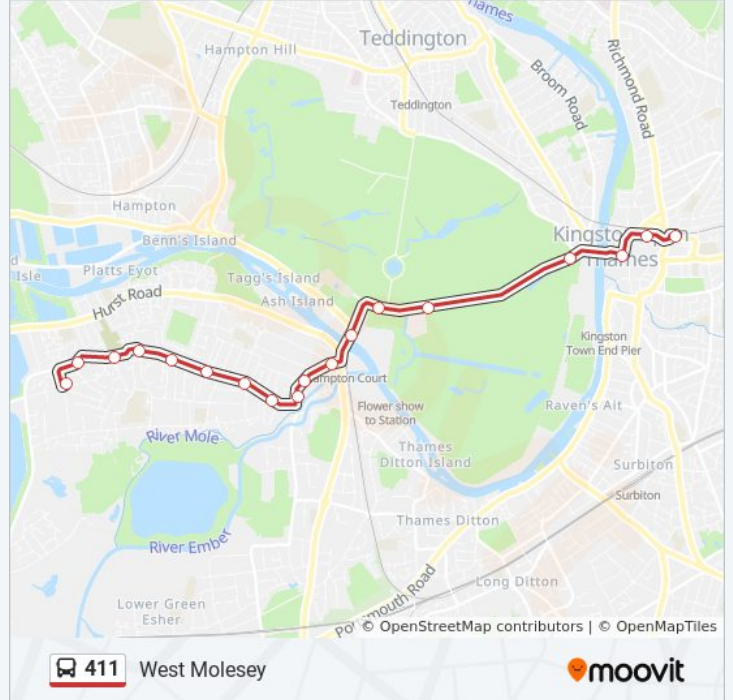 Thames
Hampton Hill
Teddington
Richmond Road
Broom Road
Teddington
Hampton
Benn's Island
Isle
Platts Eyot
Tagg's Island
Ash Island
Hurst Road
Kingston
Thames
Kingston
Town End Pier
Hampton Court
Flower show
to Station
Raven's Ait
River Mole
Thames
Ditton Island
Surbiton
Surbiton
River Ember
Thames Ditton
Long Ditton
Lower Green
Esher
Portsmouth Road
© OpenStreetMap contributors | © OpenMapTiles
411 West Molesey
moovit